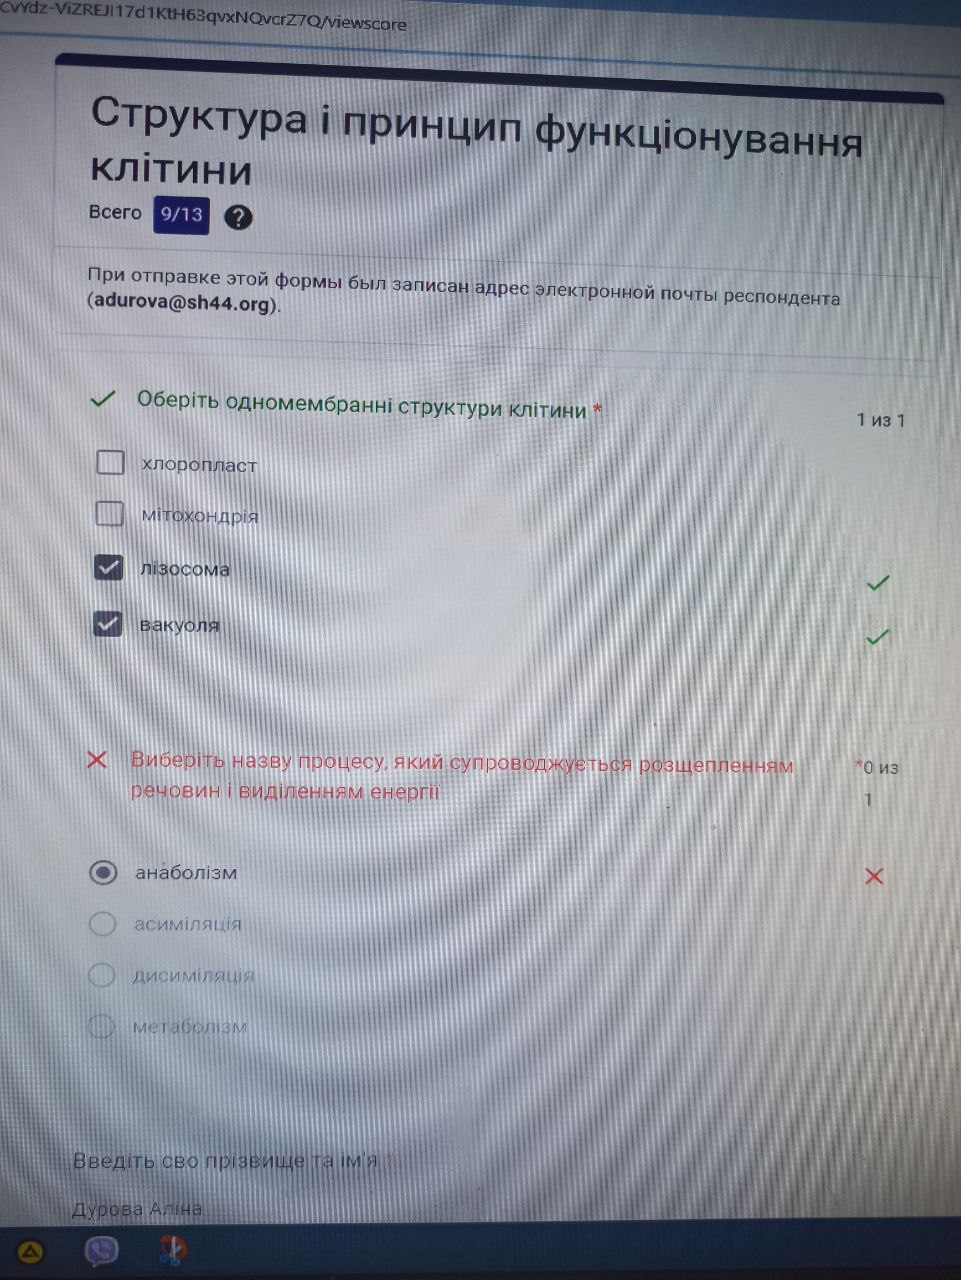 CvYdz-ViZREJI17d1KtH63qvxNQvcrZ7Q/viewscore
Структура і принцип функціонування
клітини
Всего 9/13 ?
При отправке этой формы был записан адрес электронной почты респондента
(adurova@sh44.org).
Оберіть одномембранні структури клітини *
1 из 1
хлоропласт
мітохондрія
лізосома
вакуоля
Виберіть назву процесу, який супроводжується розщепленням *0 из
речовин і виділенням енергії 1
анаболізм
асиміляція
дисиміляція
метаболізм
Введіть сво прізвище та ім'я *
Дурова Аліна